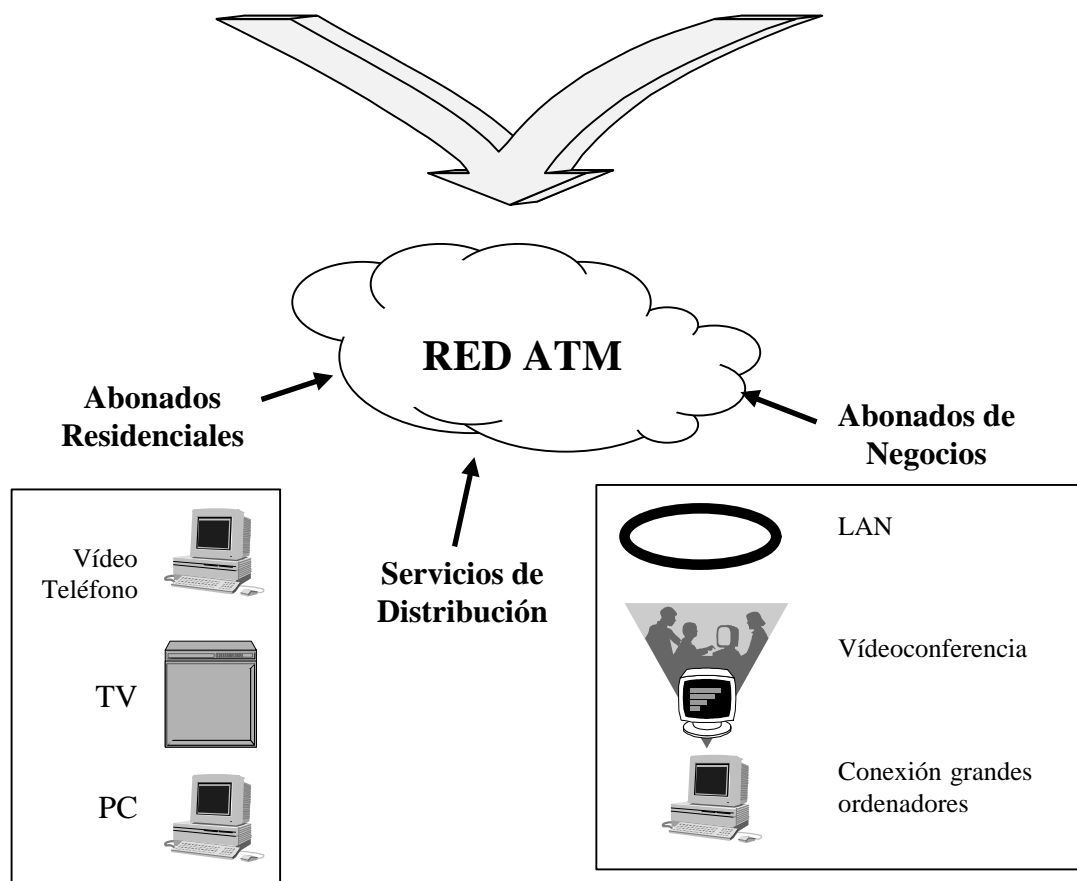 RED ATM
Abonados
Residenciales
Abonados de
Negocios
Servicios de
Distribución
Vídeo
Teléfono
TV
PC
LAN
Vídeoconferencia
Conexión grandes
ordenadores